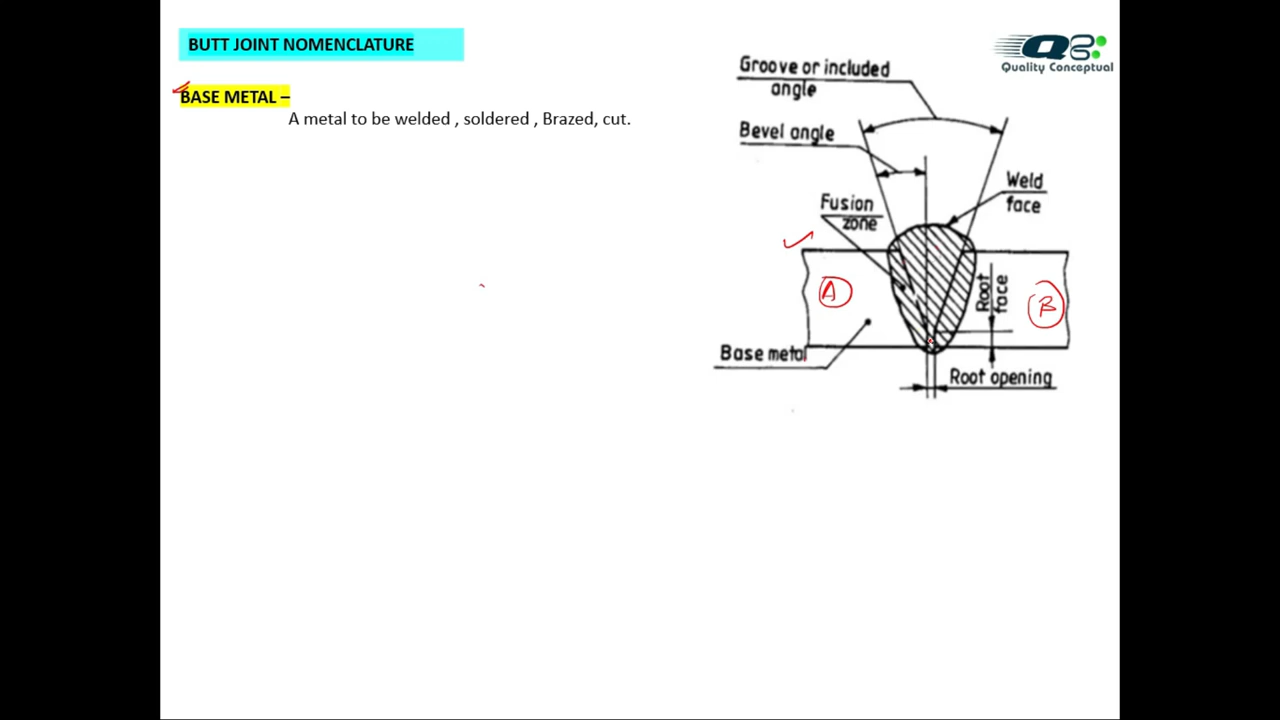 BUTT JOINT NOMENCLATURE
BASE METAL –
A metal to be welded , soldered , Brazed, cut.
Quality Conceptual
Groove or included
angle
Bevel angle
Weld
face
Fusion
zone
A
Root
face
B
Base metal
Root opening